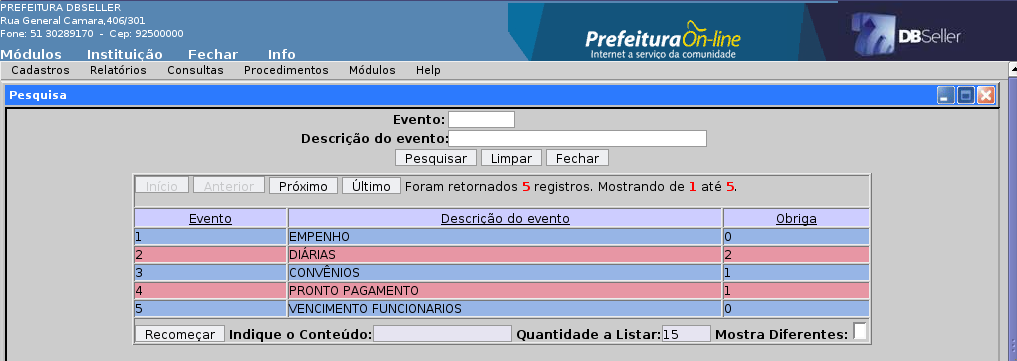 PREFEITURA DBSELLER
Rua General Camara,406/301
Fone: 51 30289170 - Cep: 92500000
Prefeitura On-line
Internet a serviço da comunidade
DBSeller
Módulos Instituição Fechar Info
Cadastros Relatórios Consultas Procedimentos Módulos Help
Pesquisa
Evento:
Descrição do evento:
Pesquisar Limpar Fechar
Início Anterior Próximo Último Foram retornados 5 registros. Mostrando de 1 até 5.
Evento Descrição do evento Obriga
1 EMPENHO 0
2 DIÁRIAS 2
3 CONVÊNIOS 1
4 PRONTO PAGAMENTO 1
5 VENCIMENTO FUNCIONARIOS 0
Recomeçar Indique o Conteúdo: Quantidade a Listar: 15 Mostra Diferentes: